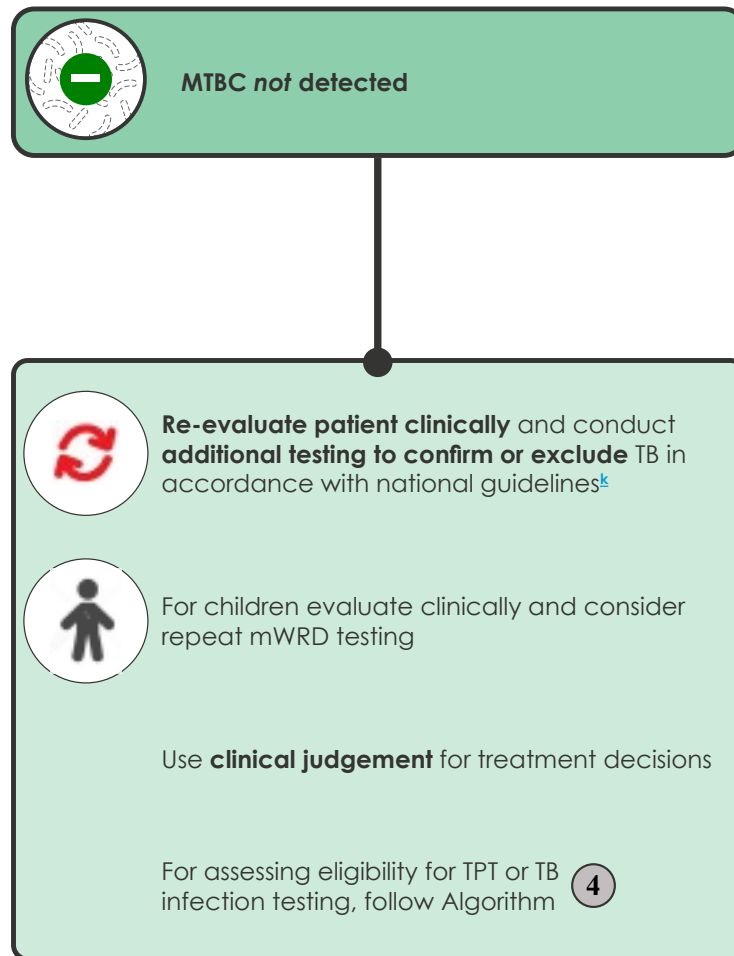 MTBC not detected
Re-evaluate patient clinically and conduct
additional testing to confirm or exclude TB in
accordance with national guidelinesk
For children evaluate clinically and consider
repeat mWRD testing
Use clinical judgement for treatment decisions
For assessing eligibility for TPT or TB
infection testing, follow Algorithm 4